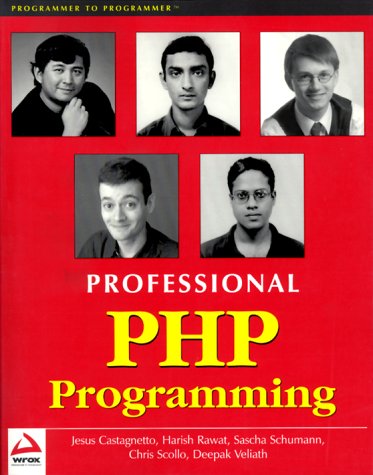 PROGRAMMER TO PROGRAMMER™
PROFESSIONAL
PHP
Programming
Jesus Castagnetto, Harish Rawat, Sascha Schumann,
Chris Scollo, Deepak Veliath
wrox